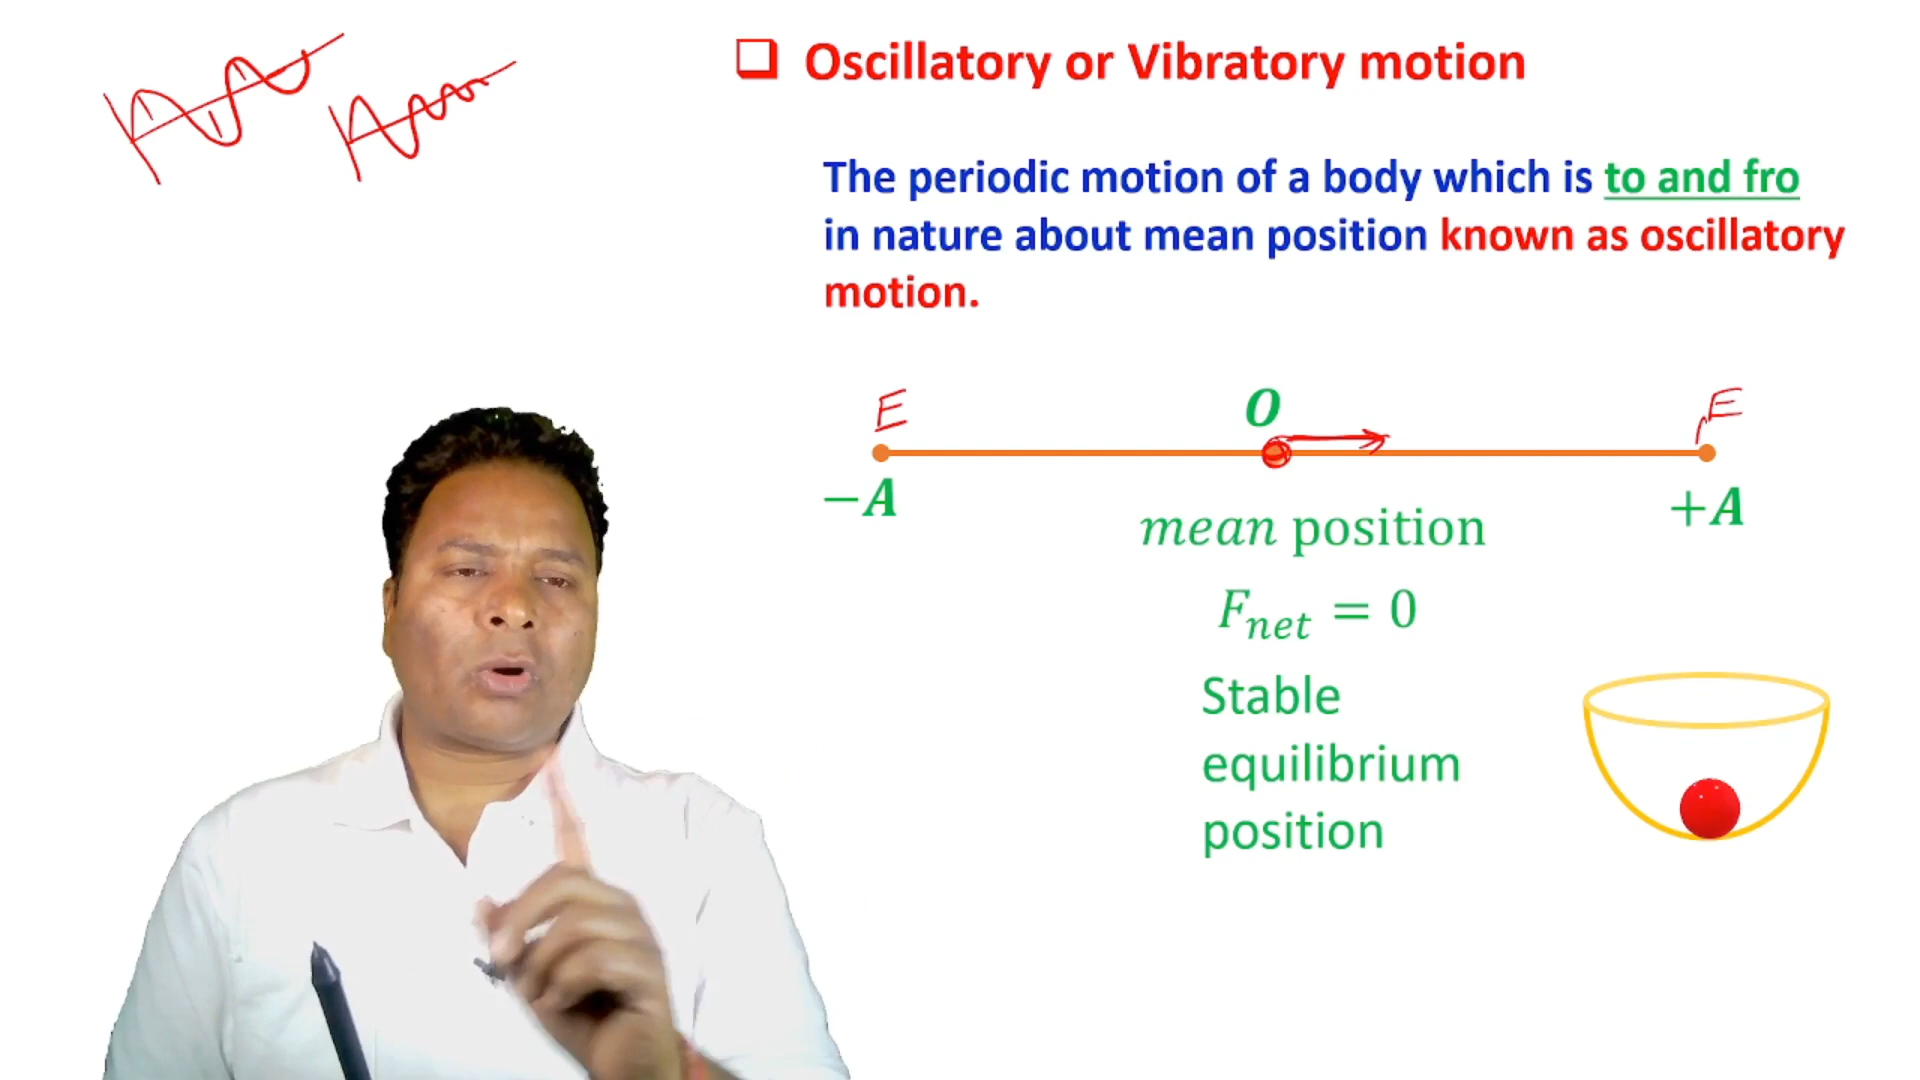 Oscillatory or Vibratory motion
The periodic motion of a body which is to and fro
in nature about mean position known as oscillatory
motion.
E O E
−A +A
mean position
F_net = 0
Stable
equilibrium
position